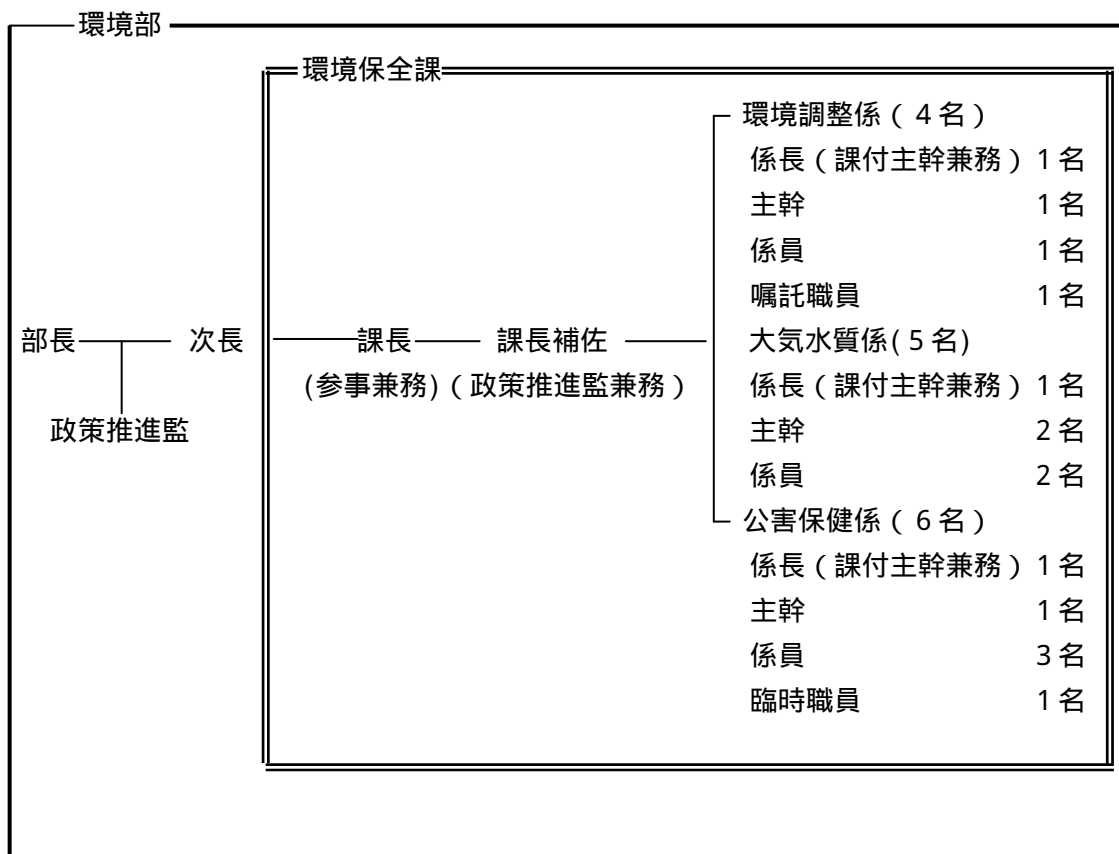 環境部
環境保全課
環境調整係(4名)
係長(課付主幹兼務)1名
主幹 1名
係員 1名
嘱託職員 1名
部長 次長 課長 課長補佐 大気水質係(5名)
(参事兼務)(政策推進監兼務) 係長(課付主幹兼務)1名
政策推進監 主幹 2名
係員 2名
公害保健係(6名)
係長(課付主幹兼務)1名
主幹 1名
係員 3名
臨時職員 1名